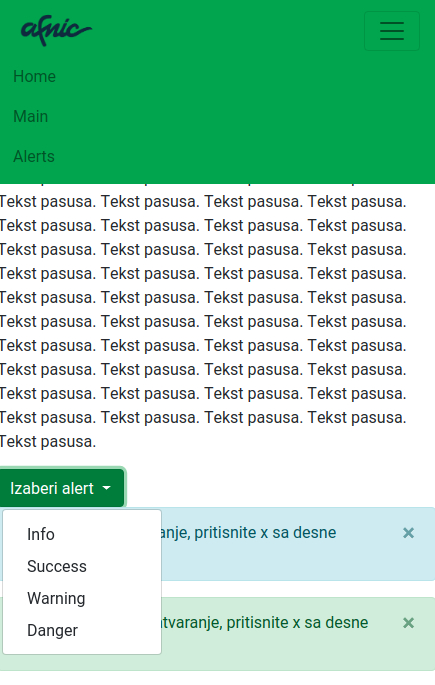 afnic
Home
Main
Alerts
Tekst pasusa. Tekst pasusa. Tekst pasusa. Tekst pasusa.
Tekst pasusa. Tekst pasusa. Tekst pasusa. Tekst pasusa.
Tekst pasusa. Tekst pasusa. Tekst pasusa. Tekst pasusa.
Tekst pasusa. Tekst pasusa. Tekst pasusa. Tekst pasusa.
Tekst pasusa. Tekst pasusa. Tekst pasusa. Tekst pasusa.
Tekst pasusa. Tekst pasusa. Tekst pasusa. Tekst pasusa.
Tekst pasusa. Tekst pasusa. Tekst pasusa. Tekst pasusa.
Tekst pasusa. Tekst pasusa. Tekst pasusa. Tekst pasusa.
Tekst pasusa. Tekst pasusa. Tekst pasusa. Tekst pasusa.
Tekst pasusa. Tekst pasusa. Tekst pasusa. Tekst pasusa.
Tekst pasusa.
Izaberi alert
Info
Success
Warning
Danger
anje, pritisnite x sa desne ×
atvaranje, pritisnite x sa desne ×